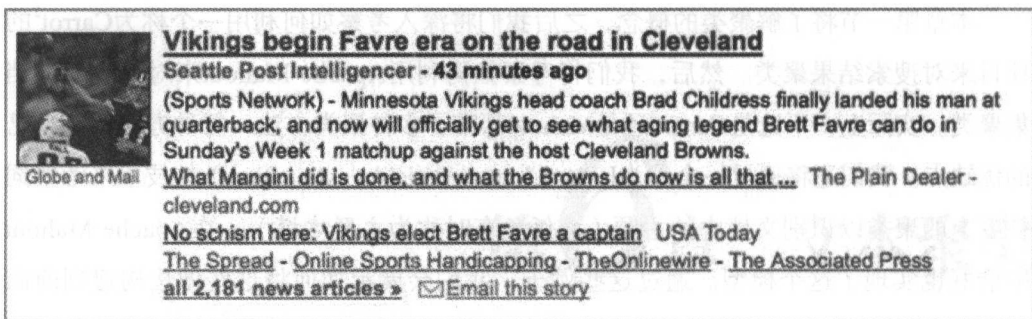 Vikings begin Favre era on the road in Cleveland
Seattle Post Intelligencer - 43 minutes ago
(Sports Network) - Minnesota Vikings head coach Brad Childress finally landed his man at
quarterback, and now will officially get to see what aging legend Brett Favre can do in
Sunday's Week 1 matchup against the host Cleveland Browns.
Globe and Mail
What Mangini did is done, and what the Browns do now is all that ... The Plain Dealer -
cleveland.com
No schism here: Vikings elect Brett Favre a captain USA Today
The Spread - Online Sports Handicapping - TheOnlinewire - The Associated Press
all 2,181 news articles » Email this story